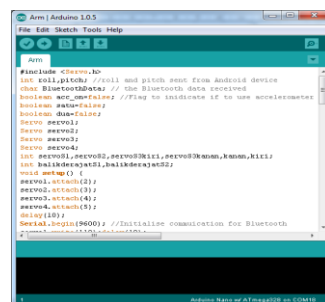 Arm | Arduino 1.0.5
File Edit Sketch Tools Help
Arm
#include <Servo.h>
int roll,pitch; //roll and pitch sent from Android device
char BluetoothData; // the Bluetooth data received
boolean acc_on=false; //Flag to inidicate if to use accelerometer
boolean satu=false;
boolean dua=false;
Servo servo1;
Servo servo2;
Servo servo3;
Servo servo4;
int servoS1,servoS2,servoS3kiri,servoS3kanan,kanan,kiri;
int balikderajatS1,balikderajatS2;
void setup() {
servo1.attach(2);
servo2.attach(3);
servo3.attach(4);
servo4.attach(5);
delay(10);
Serial.begin(9600); //Initialise commuication for Bluetooth
1
Arduino Nano w/ ATmega328 on COM10